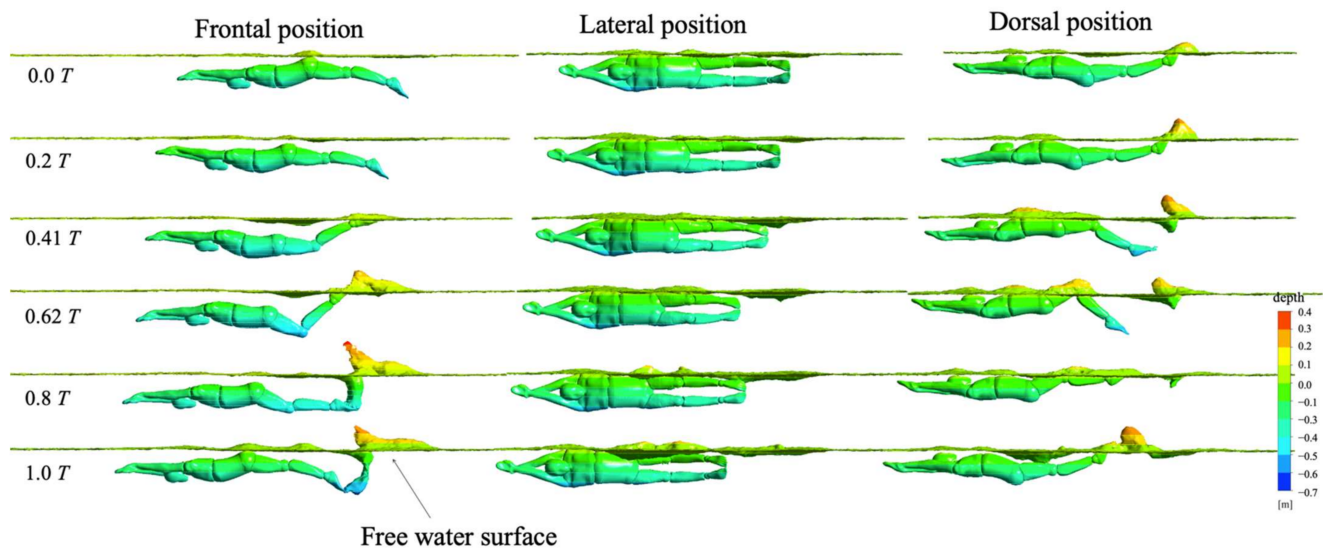 Frontal position
Lateral position
Dorsal position
0.0 T
0.2 T
0.41 T
0.62 T
0.8 T
1.0 T
Free water surface
depth
0.4
0.3
0.2
0.1
0.0
−0.1
−0.3
−0.4
−0.5
−0.6
−0.7
[m]